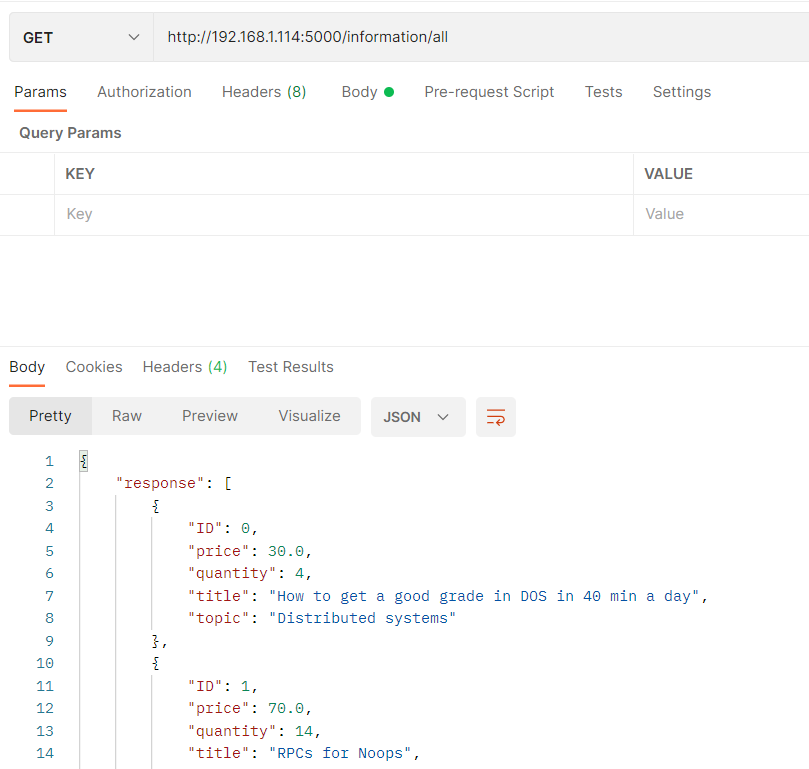 GET http://192.168.1.114:5000/information/all
Params Authorization Headers (8) Body Pre-request Script Tests Settings
Query Params
KEY VALUE
Key Value
Body Cookies Headers (4) Test Results
Pretty Raw Preview Visualize JSON
1 {
2 "response": [
3 {
4 "ID": 0,
5 "price": 30.0,
6 "quantity": 4,
7 "title": "How to get a good grade in DOS in 40 min a day",
8 "topic": "Distributed systems"
9 },
10 {
11 "ID": 1,
12 "price": 70.0,
13 "quantity": 14,
14 "title": "RPCs for Noops",